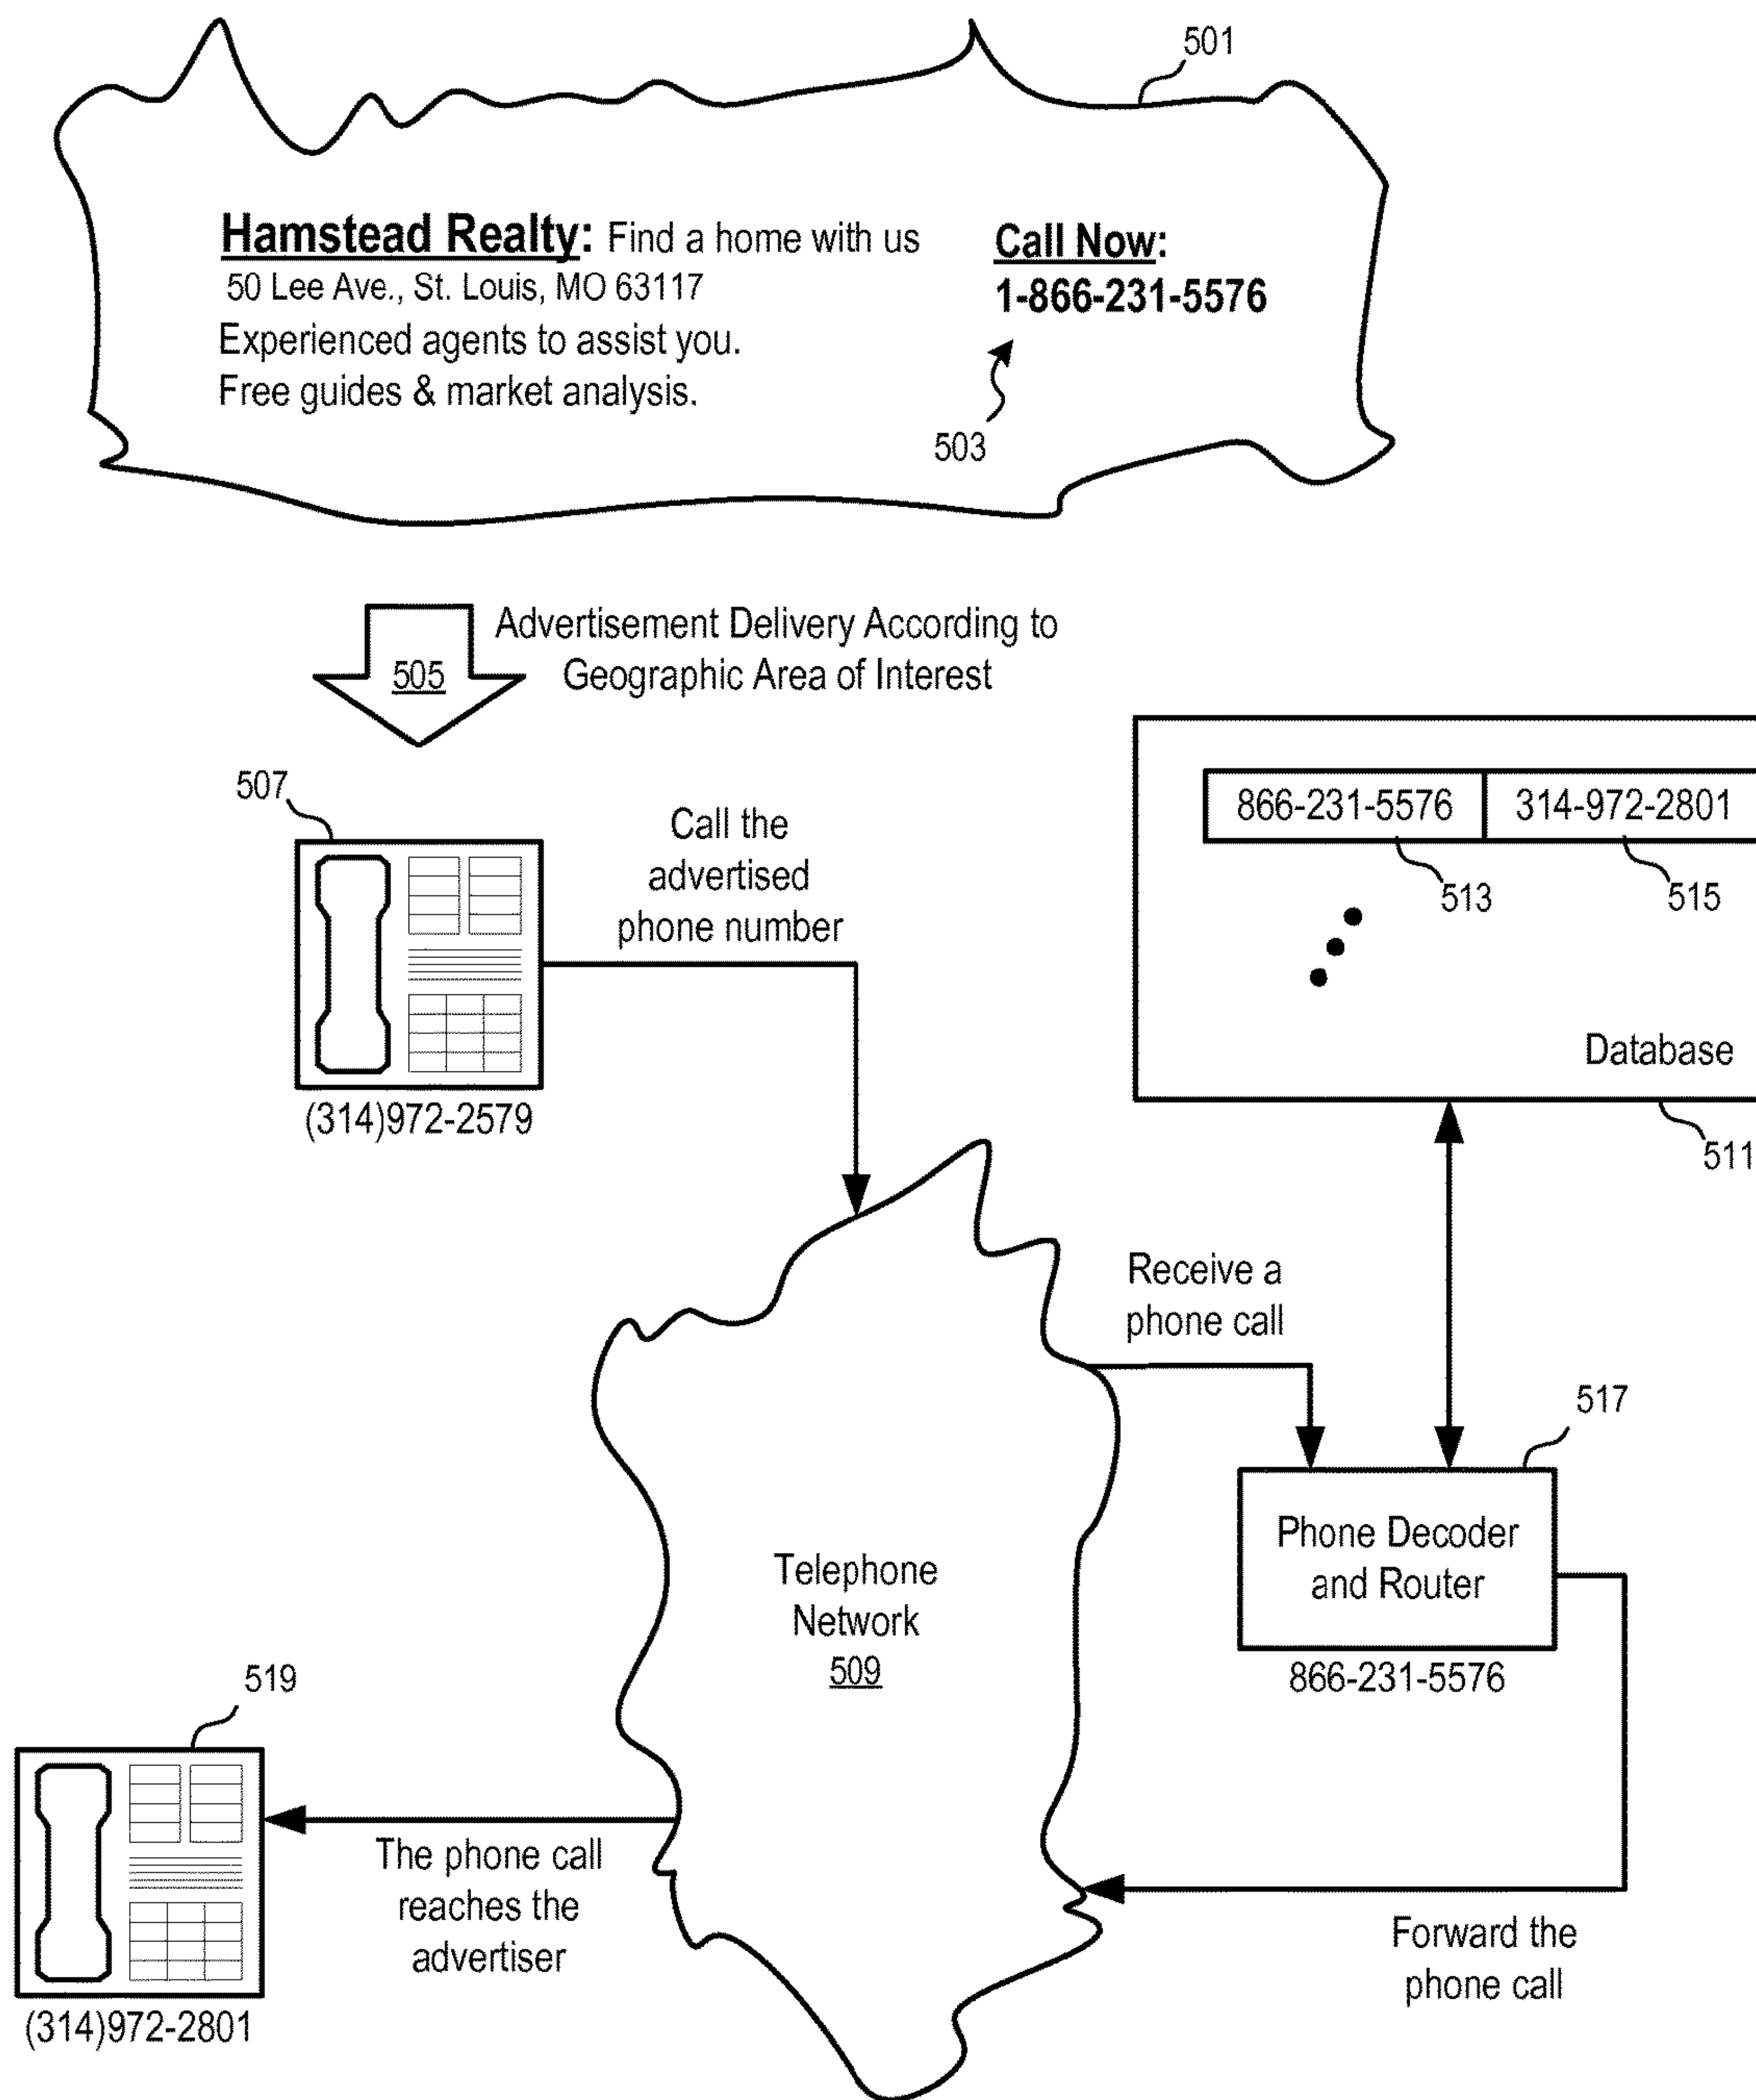 501
Hamstead Realty: Find a home with us
50 Lee Ave., St. Louis, MO 63117
Experienced agents to assist you.
Free guides & market analysis.
Call Now:
1-866-231-5576
503
505
Advertisement Delivery According to
Geographic Area of Interest
507
(314)972-2579
Call the
advertised
phone number
866-231-5576 314-972-2801
513 515
Database
511
Receive a
phone call
517
Phone Decoder
and Router
866-231-5576
Telephone
Network
509
519
(314)972-2801
The phone call
reaches the
advertiser
Forward the
phone call